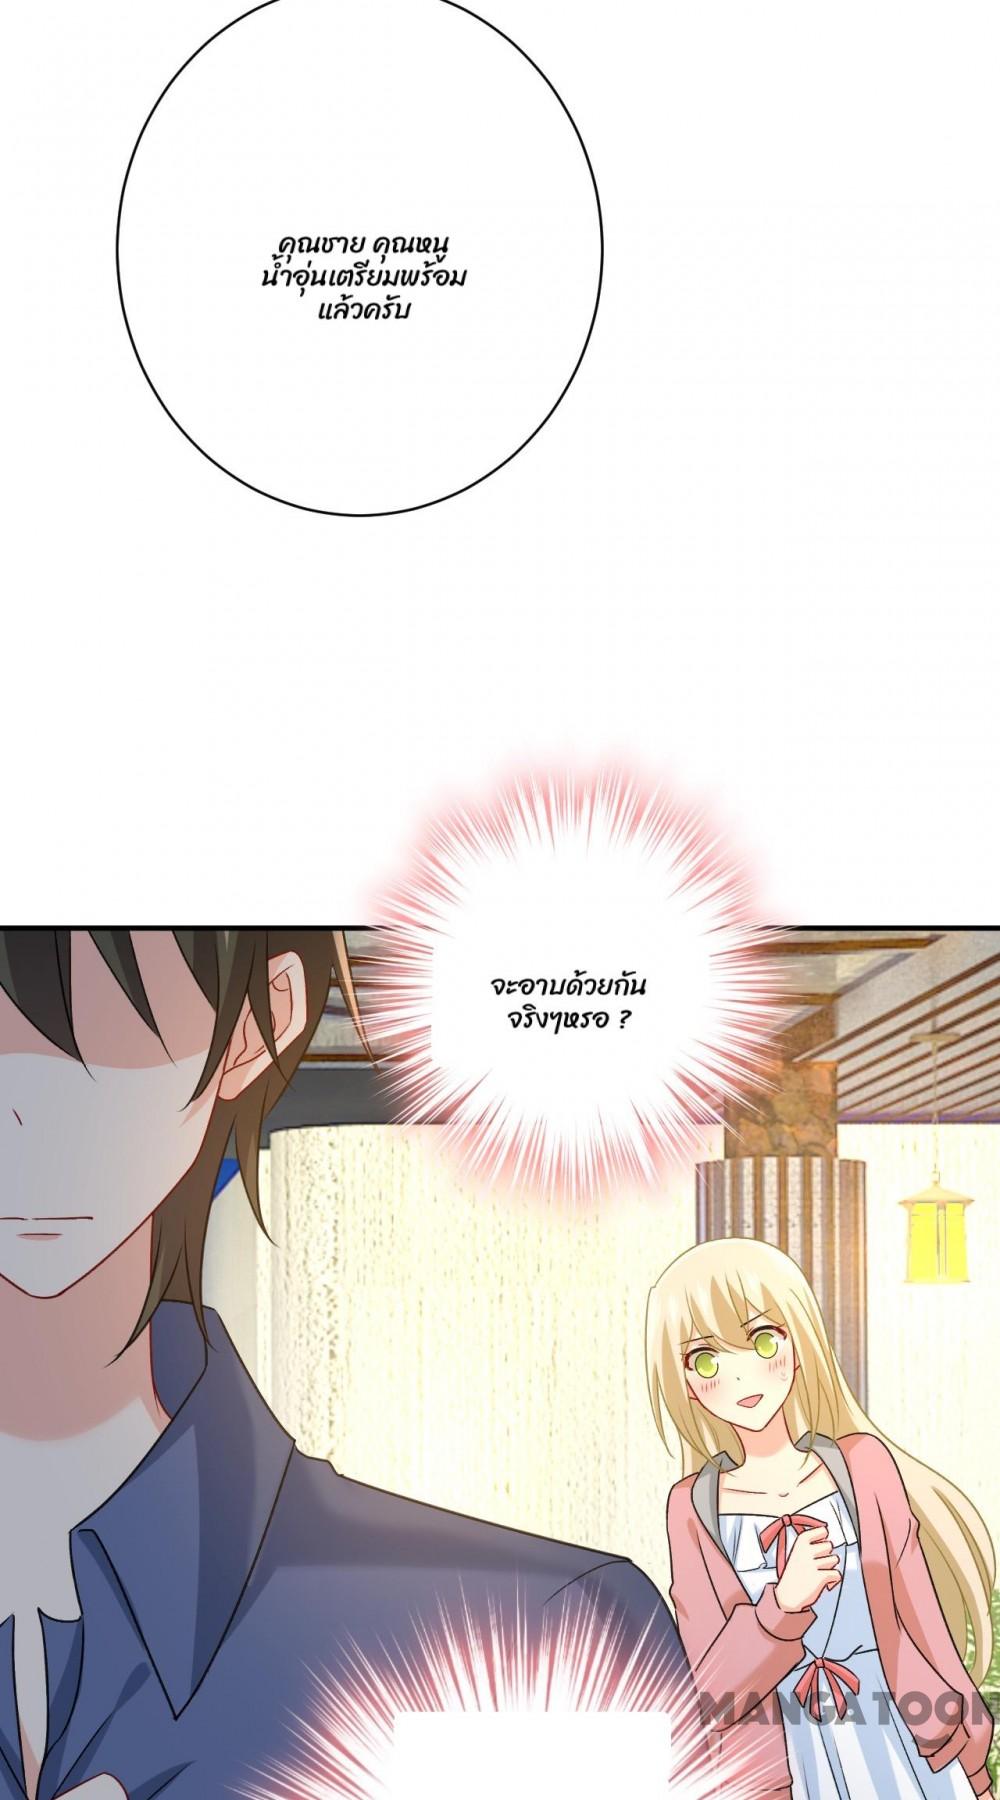 คุณชาย คุณหนู
น้ำอุ่นเตรียมพร้อม
แล้วครับ
จะอาบด้วยกัน
จริงๆหรอ ?
MANGA TOON